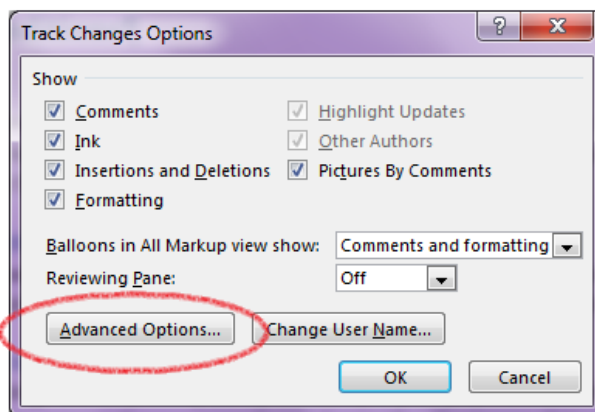 Track Changes Options
Show
Comments
Highlight Updates
Ink
Other Authors
Insertions and Deletions
Pictures By Comments
Formatting
Balloons in All Markup view show: Comments and formatting
Reviewing Pane: Off
Advanced Options... Change User Name...
OK Cancel